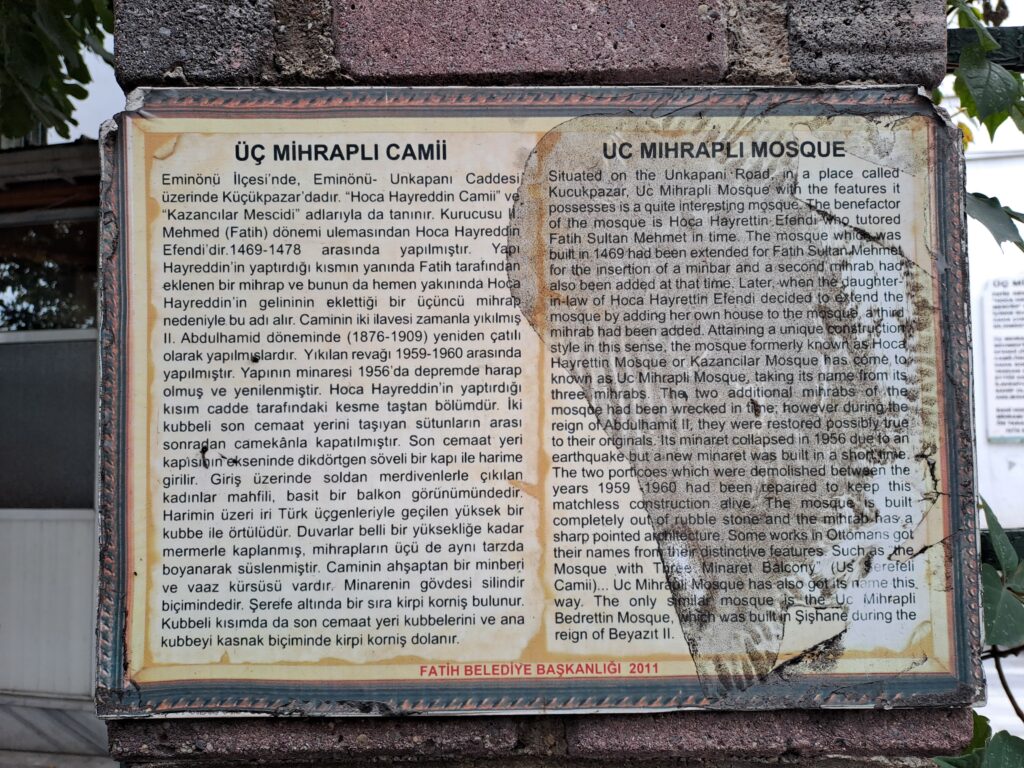 ÜÇ MİHRAPLI CAMİİ
Eminönü İlçesi'nde, Eminönü- Unkapanı Caddesi
üzerinde Küçükpazar'dadır. "Hoca Hayreddin Camii" ve
"Kazancılar Mescidi" adlarıyla da tanınır. Kurucusu II.
Mehmed (Fatih) dönemi ulemasından Hoca Hayreddin
Efendi'dir.1469-1478 arasında yapılmıştır. Yapı
Hayreddin'in yaptırdığı kısmın yanında Fatih tarafından
eklenen bir mihrap ve bunun da hemen yakınında Hoca
Hayreddin'in gelininin eklettiği bir üçüncü mihrap
nedeniyle bu adı alır. Caminin iki ilavesi zamanla yıkılmış
II. Abdulhamid döneminde (1876-1909) yeniden çatılı
olarak yapılmışlardır. Yıkılan revağı 1959-1960 arasında
yapılmıştır. Yapının minaresi 1956'da depremde harap
olmuş ve yenilenmiştir. Hoca Hayreddin'in yaptırdığı
kısım cadde tarafındaki kesme taştan bölümdür. İki
kubbeli son cemaat yerini taşıyan sütunların arası
sonradan camekânla kapatılmıştır. Son cemaat yeri
kapısının ekseninde dikdörtgen söveli bir kapı ile harime
girilir. Giriş üzerinde soldan merdivenlerle çıkılan
kadınlar mahfili, basit bir balkon görünümündedir.
Harimin üzeri iri Türk üçgenleriyle geçilen yüksek bir
kubbe ile örtülüdür. Duvarlar belli bir yüksekliğe kadar
mermerle kaplanmış, mihrapların üçü de aynı tarzda
boyanarak süslenmiştir. Caminin ahşaptan bir minberi
ve vaaz kürsüsü vardır. Minarenin gövdesi silindir
biçimindedir. Şerefe altında bir sıra kirpi korniş bulunur.
Kubbeli kısımda da son cemaat yeri kubbelerini ve ana
kubbeyi kasnak biçiminde kirpi korniş dolanır.
UC MIHRAPLI MOSQUE
Situated on the Unkapani Road, in a place called
Kucukpazar, Uc Mihrapli Mosque with the features it
possesses is a quite interesting mosque. The benefactor
of the mosque is Hoca Hayrettin Efendi who tutored
Fatih Sultan Mehmet in time. The mosque which was
built in 1469 had been extended for Fatih Sultan Mehmet
for the insertion of a minbar and a second mihrab had
also been added at that time. Later, when the daughter-
in-law of Hoca Hayrettin Efendi decided to extend the
mosque by adding her own house to the mosque, a third
mihrab had been added. Attaining a unique construction
style in this sense, the mosque formerly known as Hoca
Hayrettin Mosque or Kazancilar Mosque has come to
known as Uc Mihrapli Mosque, taking its name from its
three mihrabs. The two additional mihrabs of the
mosque had been wrecked in time; however during the
reign of Abdulhamit II, they were restored possibly true
to their originals. Its minaret collapsed in 1956 due to an
earthquake but a new minaret was built in a short time.
The two porticoes which were demolished between the
years 1959 -1960 had been repaired to keep this
matchless construction alive. The mosque is built
completely out of rubble stone and the mihrab has a
sharp pointed architecture. Some works in Ottomans got
their names from their distinctive features. Such as the
Mosque with Three Minaret Balcony" (Us Serefeli
Camii)... Uc Mihrapli Mosque has also got its name this
way. The only similar mosque is the Uc Mihrapli
Bedrettin Mosque, which was built in Şişhane during the
reign of Beyazıt II.
FATİH BELEDİYE BAŞKANLIĞI 2011